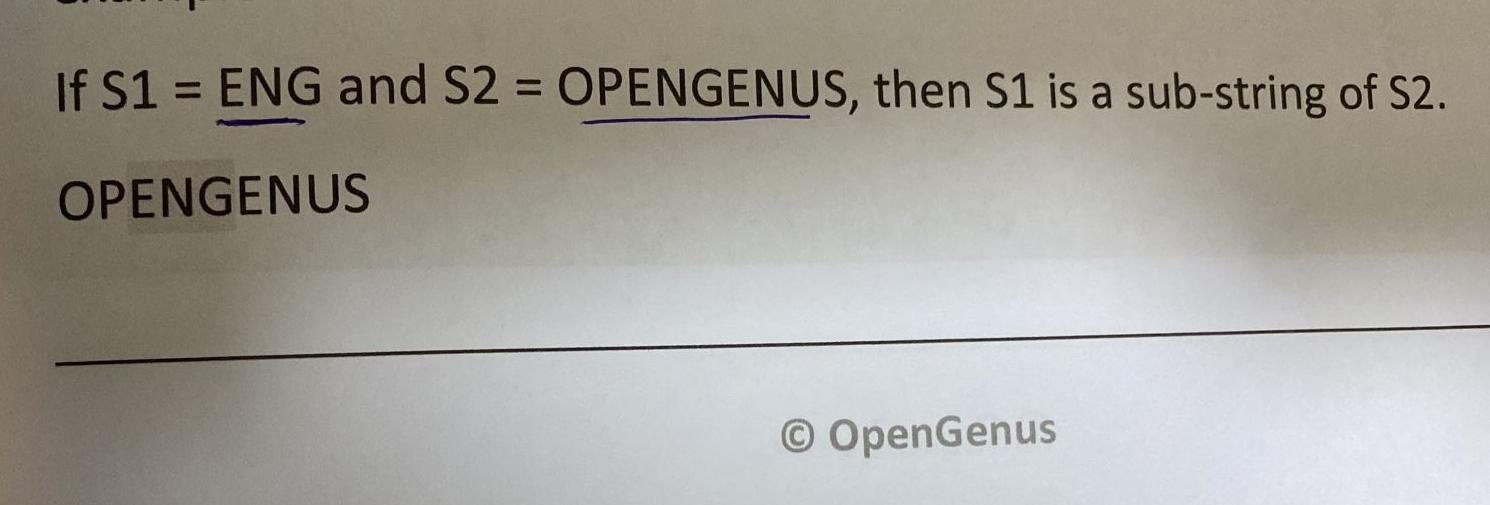 If S1 = ENG and S2 = OPENGENUS, then S1 is a sub-string of S2.
OPENGENUS
© OpenGenus